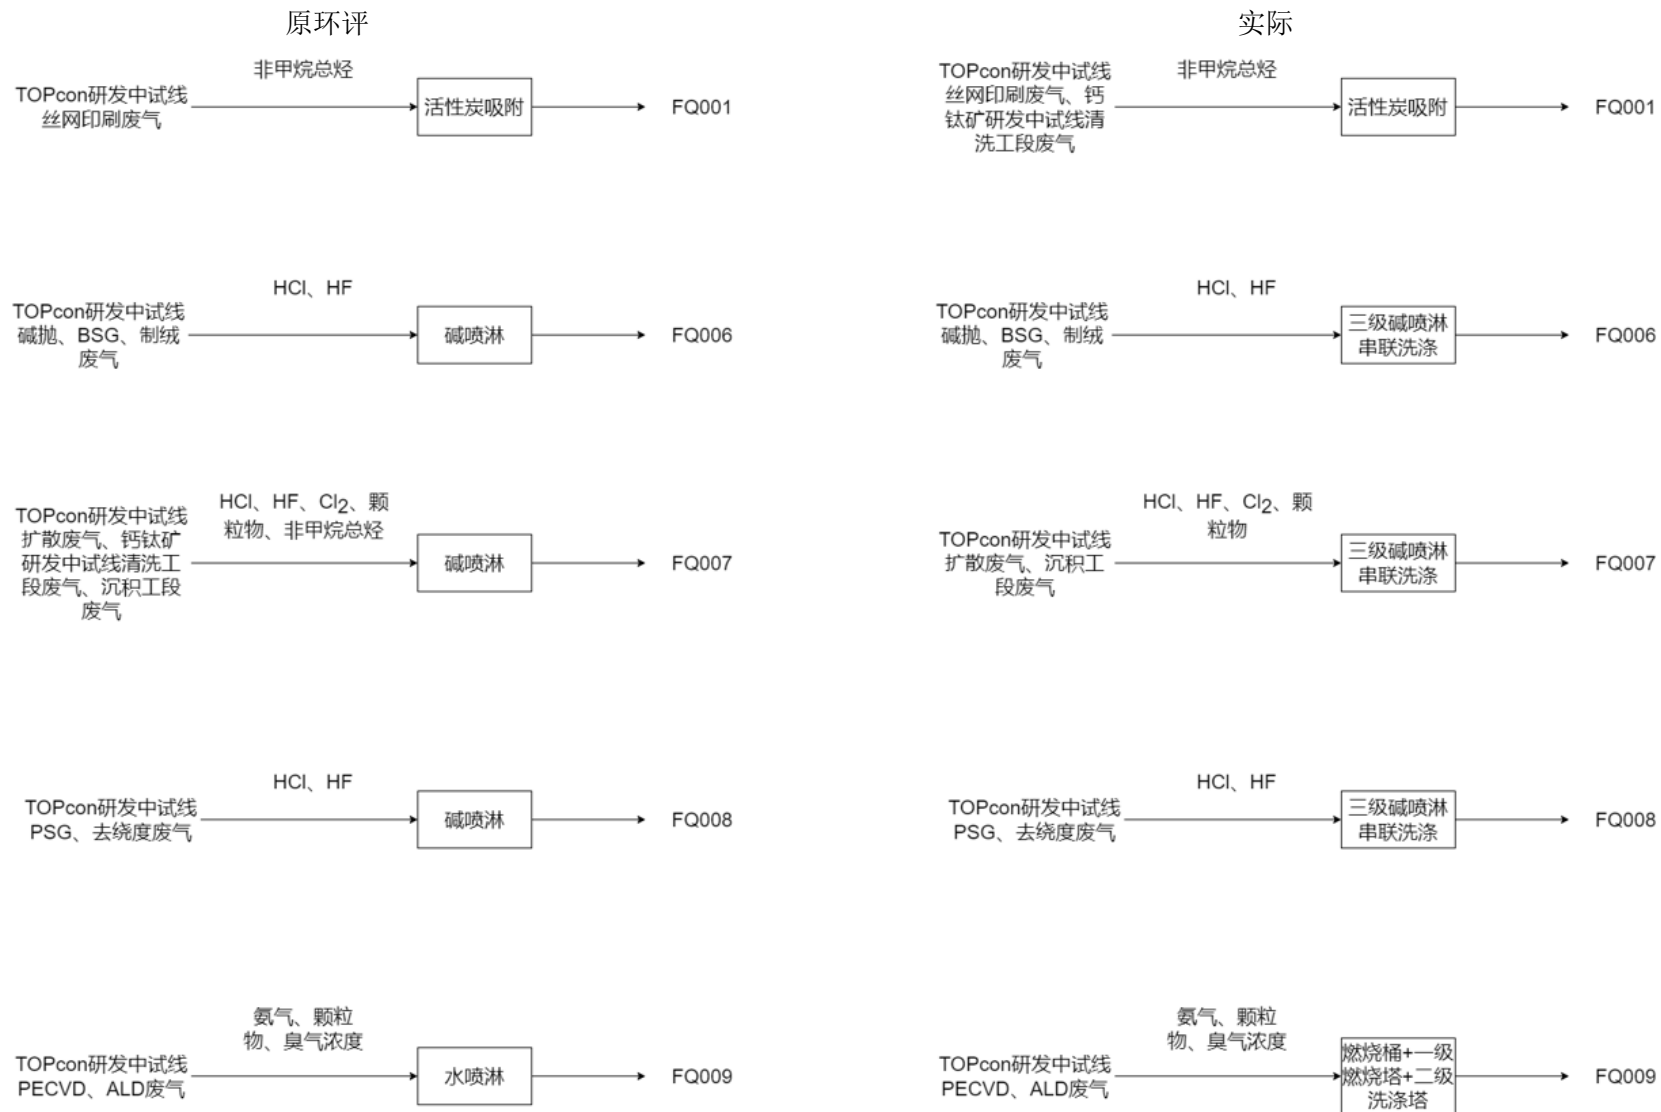 原环评
非甲烷总烃
TOPcon研发中试线
丝网印刷废气
活性炭吸附
FQ001
HCl、HF
TOPcon研发中试线
碱抛、BSG、制绒
废气
碱喷淋
FQ006
HCl、HF、Cl2、颗
粒物、非甲烷总烃
TOPcon研发中试线
扩散废气、钙钛矿
研发中试线清洗工
段废气、沉积工段
废气
碱喷淋
FQ007
HCl、HF
TOPcon研发中试线
PSG、去绕度废气
碱喷淋
FQ008
氨气、颗粒
物、臭气浓度
TOPcon研发中试线
PECVD、ALD废气
水喷淋
FQ009
实际
非甲烷总烃
TOPcon研发中试线
丝网印刷废气、钙
钛矿研发中试线清
洗工段废气
活性炭吸附
FQ001
HCl、HF
TOPcon研发中试线
碱抛、BSG、制绒
废气
三级碱喷淋
串联洗涤
FQ006
HCl、HF、Cl2、颗
粒物
TOPcon研发中试线
扩散废气、沉积工
段废气
三级碱喷淋
串联洗涤
FQ007
HCl、HF
TOPcon研发中试线
PSG、去绕度废气
三级碱喷淋
串联洗涤
FQ008
氨气、颗粒
物、臭气浓度
TOPcon研发中试线
PECVD、ALD废气
燃烧桶+一级
燃烧塔+二级
洗涤塔
FQ009